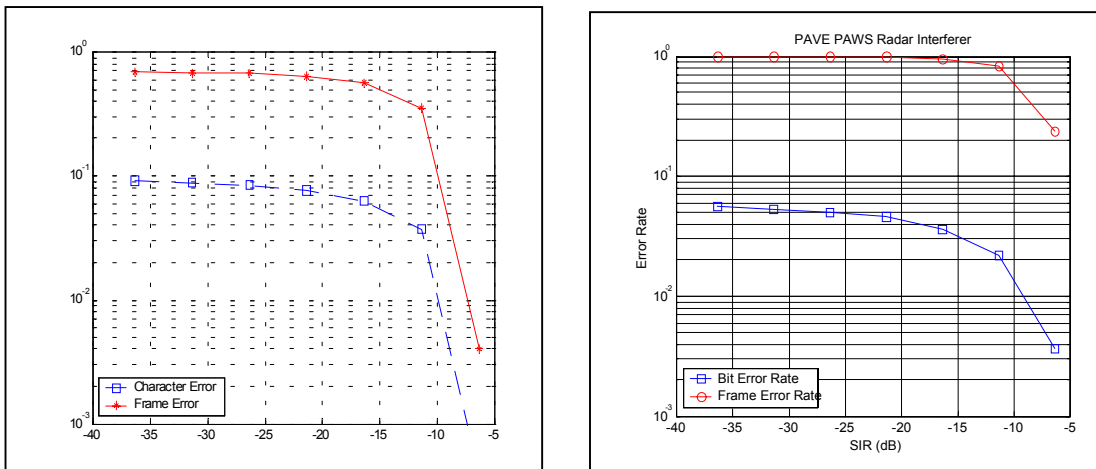 10^0
10^-1
10^-2
10^-3
-40 -35 -30 -25 -20 -15 -10 -5
Character Error
Frame Error
PAVE PAWS Radar Interferer
10^0
10^-1
10^-2
10^-3
Error Rate
-40 -35 -30 -25 -20 -15 -10 -5
SIR (dB)
Bit Error Rate
Frame Error Rate